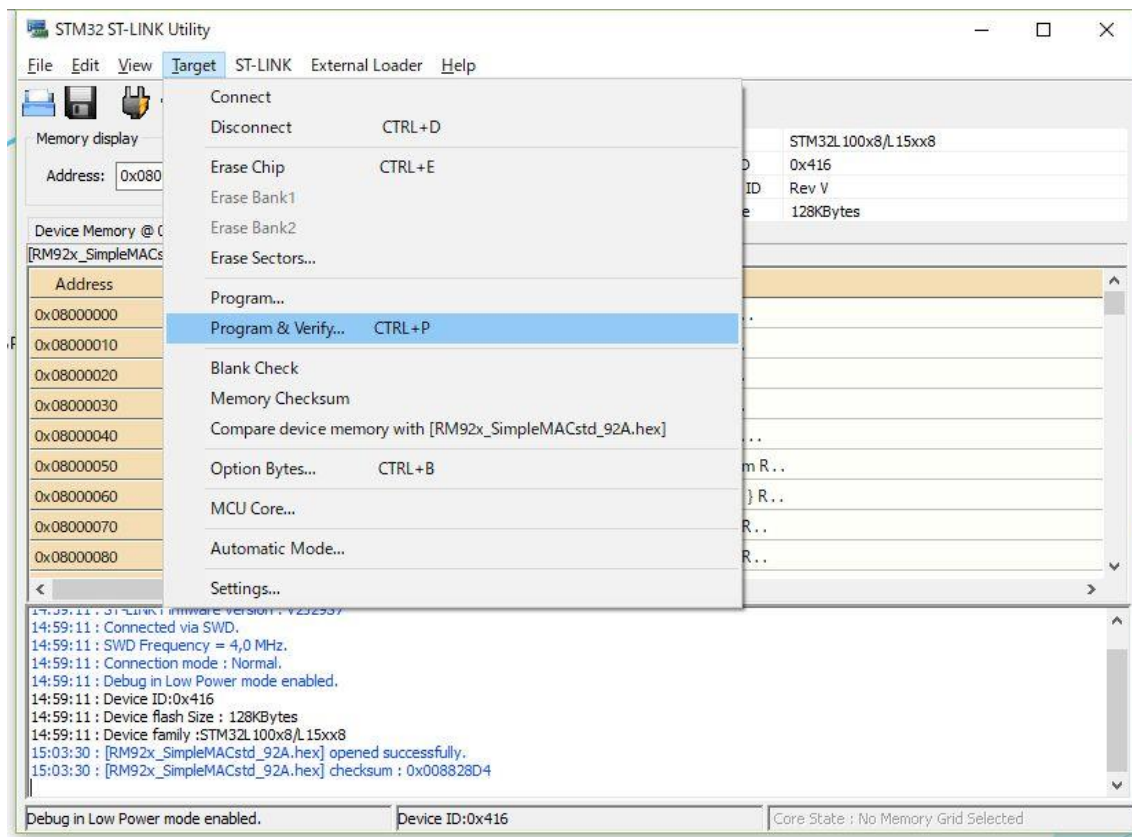 STM32 ST-LINK Utility
File Edit View Target ST-LINK External Loader Help
Connect
Disconnect CTRL+D
Erase Chip CTRL+E
Erase Bank1
Erase Bank2
Erase Sectors...
Program...
Program & Verify... CTRL+P
Blank Check
Memory Checksum
Compare device memory with [RM92x_SimpleMACstd_92A.hex]
Option Bytes... CTRL+B
MCU Core...
Automatic Mode...
Settings...
Memory display
Address: 0x080
STM32L100x8/L15xx8
0x416
ID Rev V
128KBytes
Device Memory @
[RM92x_SimpleMACs
Address
0x08000000
0x08000010
0x08000020
0x08000030
0x08000040
0x08000050 m R..
0x08000060 } R..
0x08000070 R..
0x08000080 R..
14:59:11 : Connected via SWD.
14:59:11 : SWD Frequency = 4,0 MHz.
14:59:11 : Connection mode : Normal.
14:59:11 : Debug in Low Power mode enabled.
14:59:11 : Device ID:0x416
14:59:11 : Device flash Size : 128KBytes
14:59:11 : Device family :STM32L100x8/L15xx8
15:03:30 : [RM92x_SimpleMACstd_92A.hex] opened successfully.
15:03:30 : [RM92x_SimpleMACstd_92A.hex] checksum : 0x008828D4
Debug in Low Power mode enabled. Device ID:0x416 Core State : No Memory Grid Selected